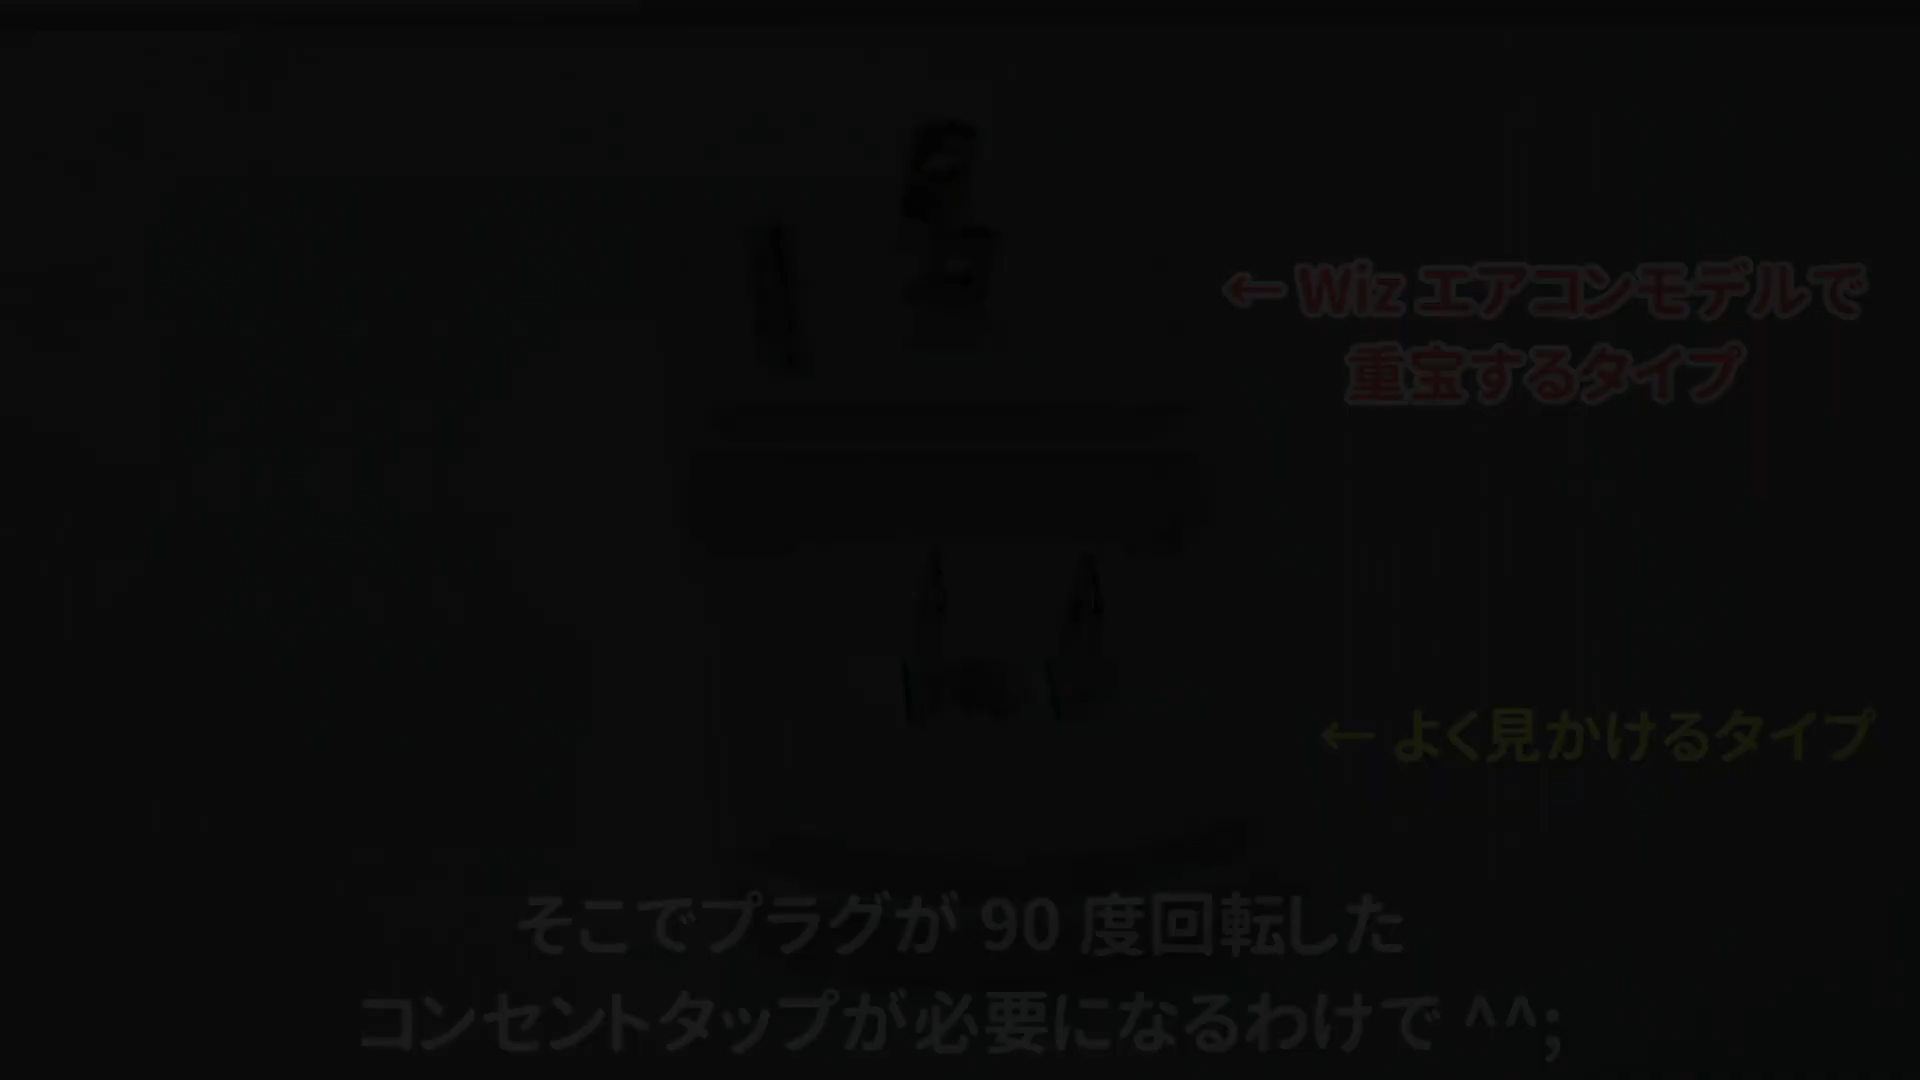 ← Wiz エアコンモデルで
重宝するタイプ
← よく見かけるタイプ
そこでプラグが 90 度回転した
コンセントタップが必要になるわけで ^^;